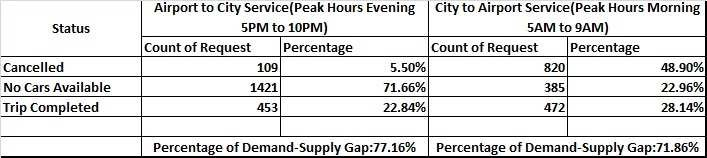 Status Airport to City Service(Peak Hours Evening 5PM to 10PM) City to Airport Service(Peak Hours Morning 5AM to 9AM)
Count of Request Percentage Count of Request Percentage
Cancelled 109 5.50% 820 48.90%
No Cars Available 1421 71.66% 385 22.96%
Trip Completed 453 22.84% 472 28.14%
Percentage of Demand-Supply Gap:77.16% Percentage of Demand-Supply Gap:71.86%